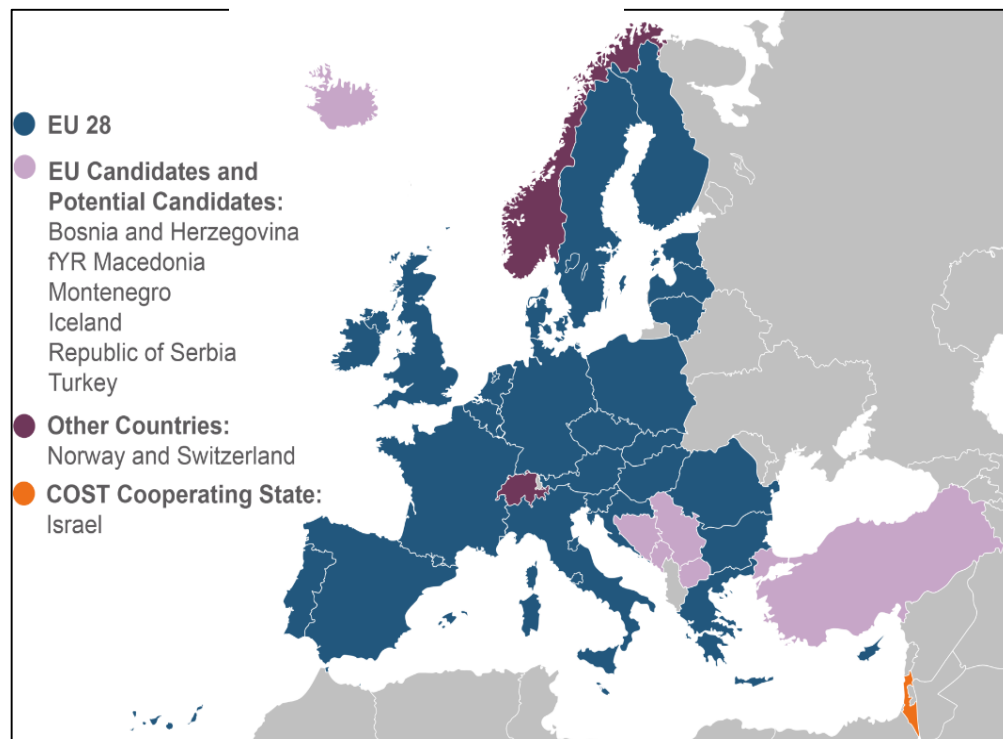 EU 28
EU Candidates and
Potential Candidates:
Bosnia and Herzegovina
fYR Macedonia
Montenegro
Iceland
Republic of Serbia
Turkey
Other Countries:
Norway and Switzerland
COST Cooperating State:
Israel